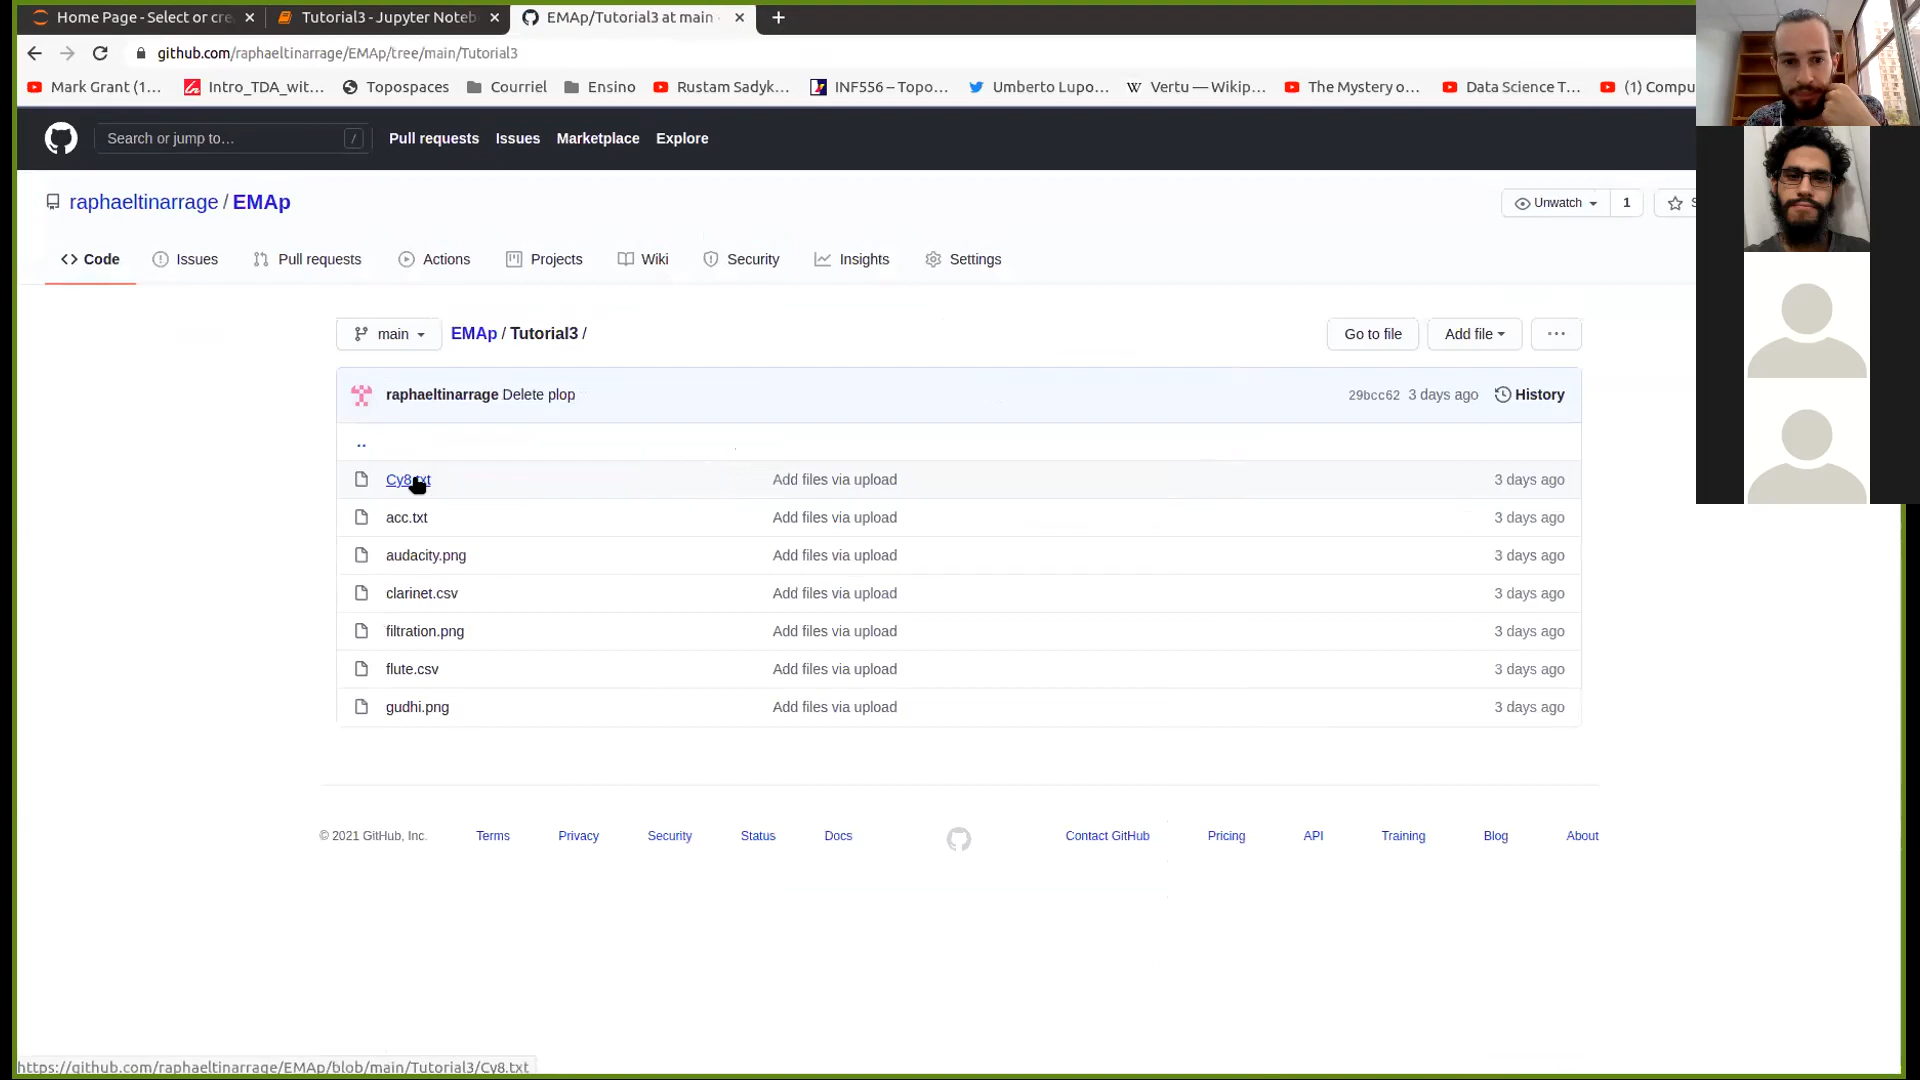 Home Page - Select or cre
Tutorial3 - Jupyter Noteb
EMAp/Tutorial3 at main
github.com/raphaeltinarrage/EMAp/tree/main/Tutorial3
Mark Grant (1... Intro_TDA_wit... Topospaces Courriel Ensino Rustam Sadyk... INF556 – Topo... Umberto Lupo... Vertu — Wikip... The Mystery o... Data Science T... (1) Compu
Search or jump to... / Pull requests Issues Marketplace Explore
raphaeltinarrage / EMAp Unwatch 1 S
Code Issues Pull requests Actions Projects Wiki Security Insights Settings
main EMAp / Tutorial3 / Go to file Add file ...
raphaeltinarrage Delete plop 29bcc62 3 days ago History
..
Cy8.txt Add files via upload 3 days ago
acc.txt Add files via upload 3 days ago
audacity.png Add files via upload 3 days ago
clarinet.csv Add files via upload 3 days ago
filtration.png Add files via upload 3 days ago
flute.csv Add files via upload 3 days ago
gudhi.png Add files via upload 3 days ago
© 2021 GitHub, Inc. Terms Privacy Security Status Docs Contact GitHub Pricing API Training Blog About
https://github.com/raphaeltinarrage/EMAp/blob/main/Tutorial3/Cy8.txt